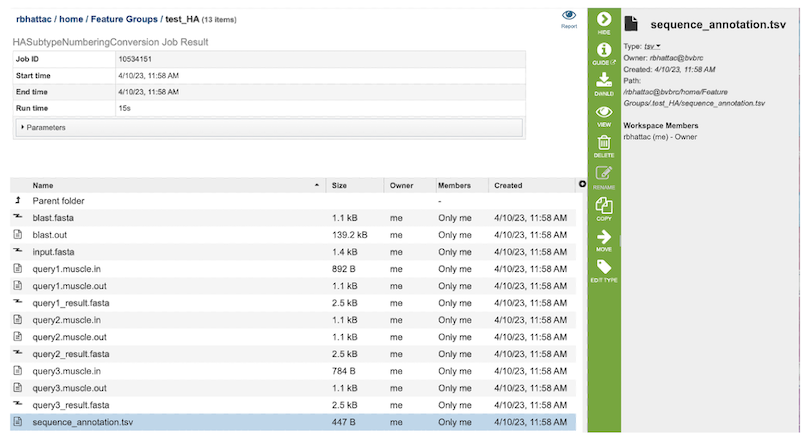 rbhattac / home / Feature Groups / test_HA (13 items)
Report
HASubtypeNumberingConversion Job Result
Job ID 10534151
Start time 4/10/23, 11:58 AM
End time 4/10/23, 11:58 AM
Run time 15s
Parameters
Name Size Owner Members Created
Parent folder -
blast.fasta 1.1 kB me Only me 4/10/23, 11:58 AM
blast.out 139.2 kB me Only me 4/10/23, 11:58 AM
input.fasta 1.4 kB me Only me 4/10/23, 11:58 AM
query1.muscle.in 892 B me Only me 4/10/23, 11:58 AM
query1.muscle.out 1.1 kB me Only me 4/10/23, 11:58 AM
query1_result.fasta 2.5 kB me Only me 4/10/23, 11:58 AM
query2.muscle.in 1.1 kB me Only me 4/10/23, 11:58 AM
query2.muscle.out 1.1 kB me Only me 4/10/23, 11:58 AM
query2_result.fasta 2.5 kB me Only me 4/10/23, 11:58 AM
query3.muscle.in 784 B me Only me 4/10/23, 11:58 AM
query3.muscle.out 1.1 kB me Only me 4/10/23, 11:58 AM
query3_result.fasta 2.5 kB me Only me 4/10/23, 11:58 AM
sequence_annotation.tsv 447 B me Only me 4/10/23, 11:58 AM
HIDE
GUIDE
DWNLD
VIEW
DELETE
RENAME
COPY
MOVE
EDIT TYPE
sequence_annotation.tsv
Type: tsv
Owner: rbhattac@bvbrc
Created: 4/10/23, 11:58 AM
Path:
/rbhattac@bvbrc/home/Feature
Groups/.test_HA/sequence_annotation.tsv
Workspace Members
rbhattac (me) - Owner